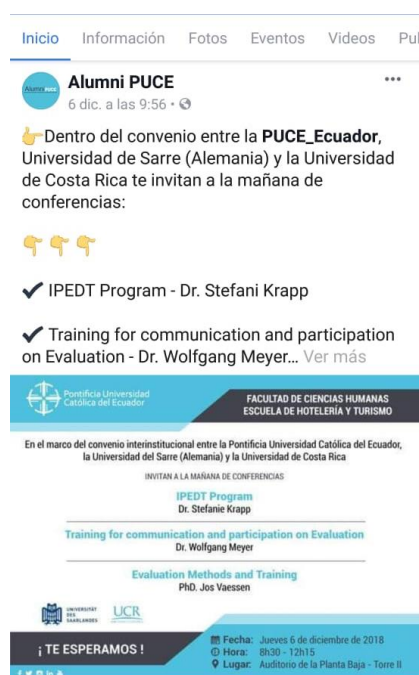 Inicio Información Fotos Eventos Videos Pul
Alumni PUCE
Alumni PUCE
6 dic. a las 9:56 •
👉Dentro del convenio entre la PUCE_Ecuador,
Universidad de Sarre (Alemania) y la Universidad
de Costa Rica te invitan a la mañana de
conferencias:
👇👇👇
✔ IPEDT Program - Dr. Stefani Krapp
✔ Training for communication and participation
on Evaluation - Dr. Wolfgang Meyer... Ver más
Pontificia Universidad
Católica del Ecuador
FACULTAD DE CIENCIAS HUMANAS
ESCUELA DE HOTELERÍA Y TURISMO
En el marco del convenio interinstitucional entre la Pontificia Universidad Católica del Ecuador,
la Universidad del Sarre (Alemania) y la Universidad de Costa Rica
INVITAN A LA MAÑANA DE CONFERENCIAS
IPEDT Program
Dr. Stefanie Krapp
Training for communication and participation on Evaluation
Dr. Wolfgang Meyer
Evaluation Methods and Training
PhD. Jos Vaessen
UNIVERSITÄT
DES
SAARLANDES
UCR
¡ TE ESPERAMOS !
Fecha: Jueves 6 de diciembre de 2018
Hora: 8h30 - 12h15
Lugar: Auditorio de la Planta Baja - Torre II